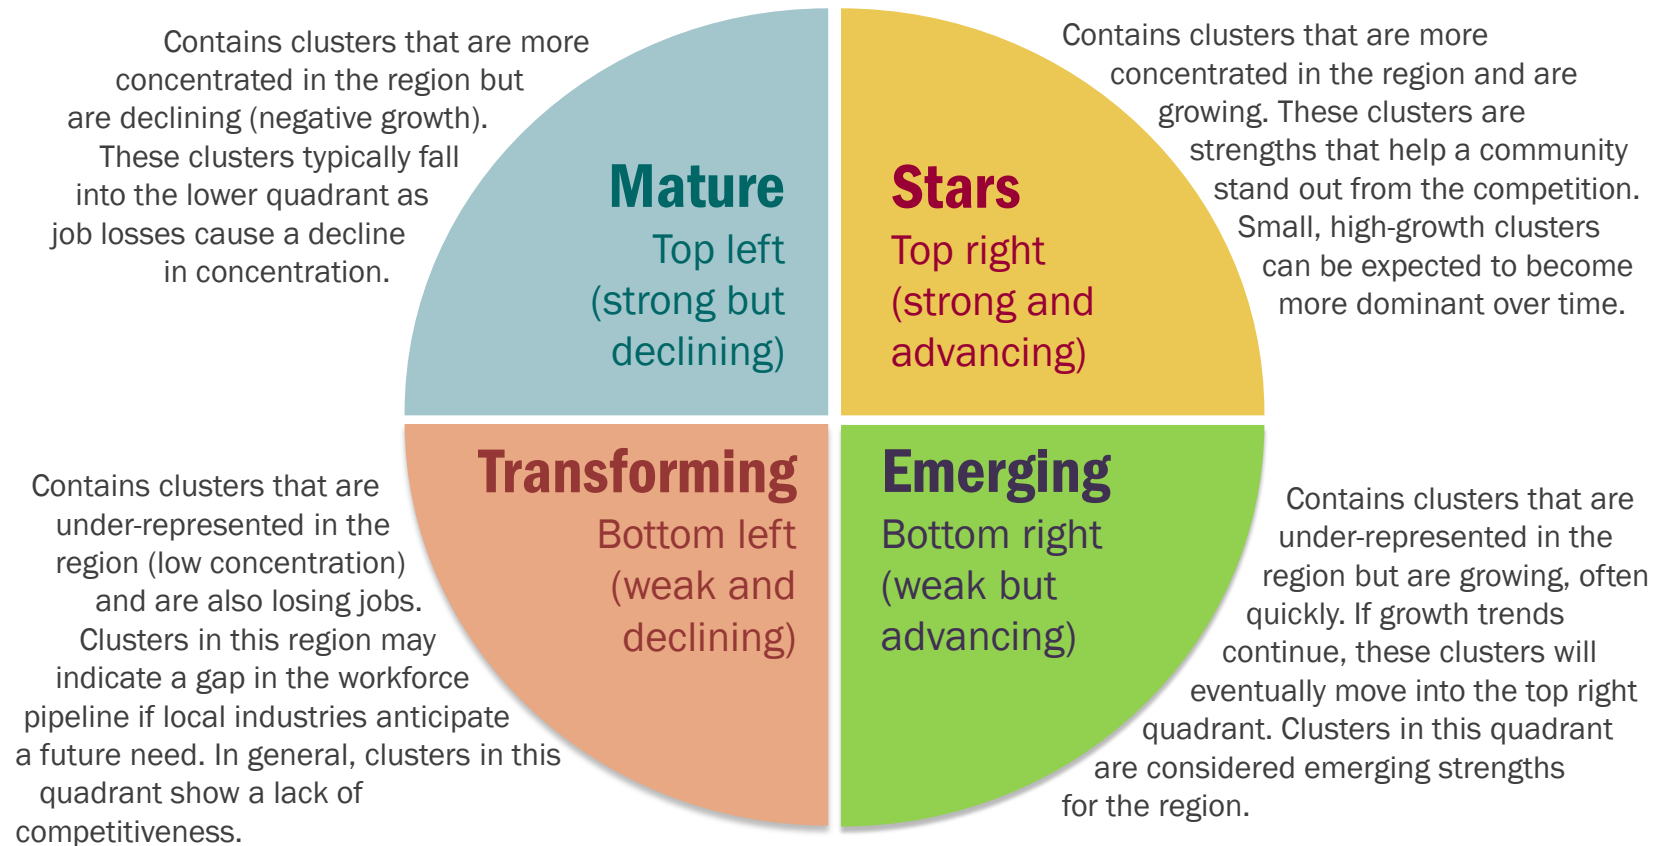 Contains clusters that are more
concentrated in the region but
are declining (negative growth).
These clusters typically fall
into the lower quadrant as
job losses cause a decline
in concentration.
Mature
Top left
(strong but
declining)
Stars
Top right
(strong and
advancing)
Contains clusters that are more
concentrated in the region and are
growing. These clusters are
strengths that help a community
stand out from the competition.
Small, high-growth clusters
can be expected to become
more dominant over time.
Contains clusters that are
under-represented in the
region (low concentration)
and are also losing jobs.
Clusters in this region may
indicate a gap in the workforce
pipeline if local industries anticipate
a future need. In general, clusters in this
quadrant show a lack of
competitiveness.
Transforming
Bottom left
(weak and
declining)
Emerging
Bottom right
(weak but
advancing)
Contains clusters that are
under-represented in the
region but are growing, often
quickly. If growth trends
continue, these clusters will
eventually move into the top right
quadrant. Clusters in this quadrant
are considered emerging strengths
for the region.